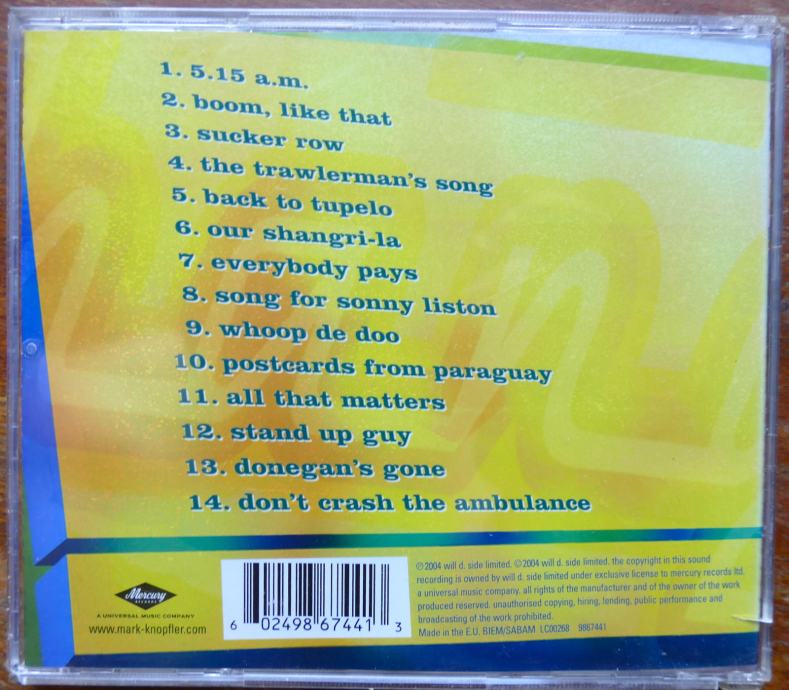 1. 5.15 a.m.
2. boom, like that
3. sucker row
4. the trawlerman's song
5. back to tupelo
6. our shangri-la
7. everybody pays
8. song for sonny liston
9. whoop de doo
10. postcards from paraguay
11. all that matters
12. stand up guy
13. donegan's gone
14. don't crash the ambulance
Mercury
RECORDS
A UNIVERSAL MUSIC COMPANY
www.mark-knopfler.com
6 02498 67441 3
℗2004 will d. side limited. ©2004 will d. side limited. the copyright in this sound
recording is owned by will d. side limited under exclusive license to mercury records ltd.
a universal music company. all rights of the manufacturer and of the owner of the work
produced reserved. unauthorised copying, hiring, lending, public performance and
broadcasting of the work prohibited.
Made in the E.U. BIEM/SABAM LC00268 9867441